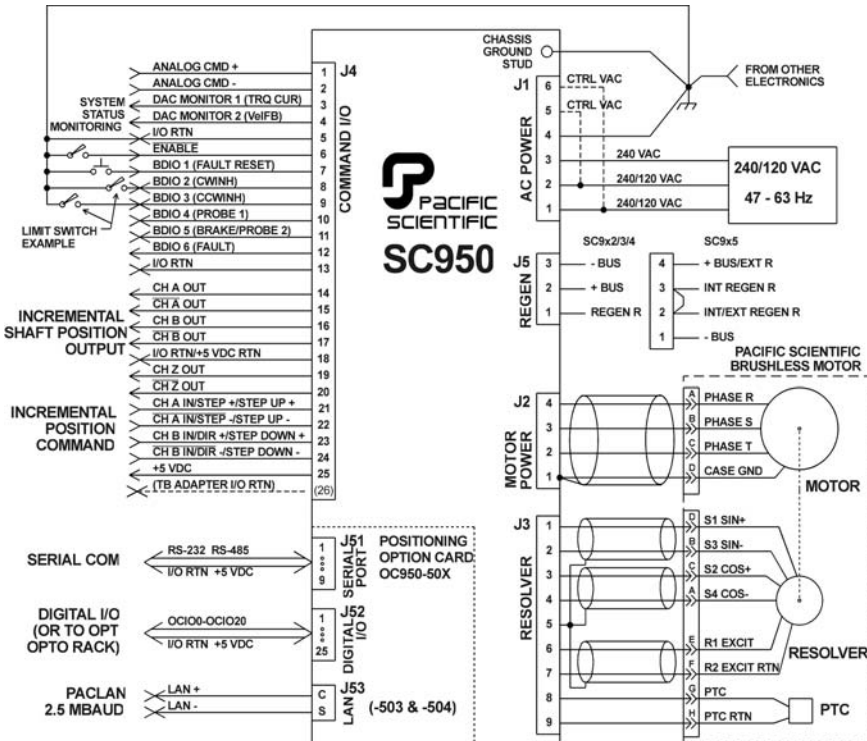 CHASSIS
GROUND
STUD
FROM OTHER
ELECTRONICS
J1
AC POWER
6 CTRL VAC
5 CTRL VAC
4
3 240 VAC
2 240/120 VAC
1 240/120 VAC
240/120 VAC
47 - 63 Hz
J4
COMMAND I/O
SYSTEM
STATUS
MONITORING
ANALOG CMD + 1
ANALOG CMD - 2
DAC MONITOR 1 (TRQ CUR) 3
DAC MONITOR 2 (VelFB) 4
I/O RTN 5
ENABLE 6
BDIO 1 (FAULT RESET) 7
BDIO 2 (CWINH) 8
BDIO 3 (CCWINH) 9
BDIO 4 (PROBE 1) 10
BDIO 5 (BRAKE/PROBE 2) 11
BDIO 6 (FAULT) 12
I/O RTN 13
LIMIT SWITCH
EXAMPLE
PACIFIC
SCIENTIFIC
SC950
INCREMENTAL
SHAFT POSITION
OUTPUT
CH A OUT 14
CH A OUT 15
CH B OUT 16
CH B OUT 17
I/O RTN/+5 VDC RTN 18
CH Z OUT 19
CH Z OUT 20
INCREMENTAL
POSITION
COMMAND
CH A IN/STEP +/STEP UP + 21
CH A IN/STEP -/STEP UP - 22
CH B IN/DIR +/STEP DOWN + 23
CH B IN/DIR -/STEP DOWN - 24
+5 VDC 25
(TB ADAPTER I/O RTN) (26)
J5
REGEN
SC9x2/3/4
3 - BUS
2 + BUS
1 REGEN R
SC9x5
4 + BUS/EXT R
3 INT REGEN R
2 INT/EXT REGEN R
1 - BUS
PACIFIC SCIENTIFIC
BRUSHLESS MOTOR
J2
MOTOR
POWER
4 A PHASE R
3 B PHASE S
2 C PHASE T
1 D CASE GND
MOTOR
J3
RESOLVER
1 D S1 SIN+
2 B S3 SIN-
3 C S2 COS+
4 A S4 COS-
5
6 E R1 EXCIT
7 F R2 EXCIT RTN
8 G PTC
9 H PTC RTN
RESOLVER
PTC
SERIAL COM
RS-232 RS-485
I/O RTN +5 VDC
1
9
J51
SERIAL
PORT
POSITIONING
OPTION CARD
OC950-50X
DIGITAL I/O
(OR TO OPT
OPTO RACK)
OCIO0-OCIO20
I/O RTN +5 VDC
1
25
J52
DIGITAL
I/O
PACLAN
2.5 MBAUD
LAN + C
LAN - S
J53
LAN
(-503 & -504)